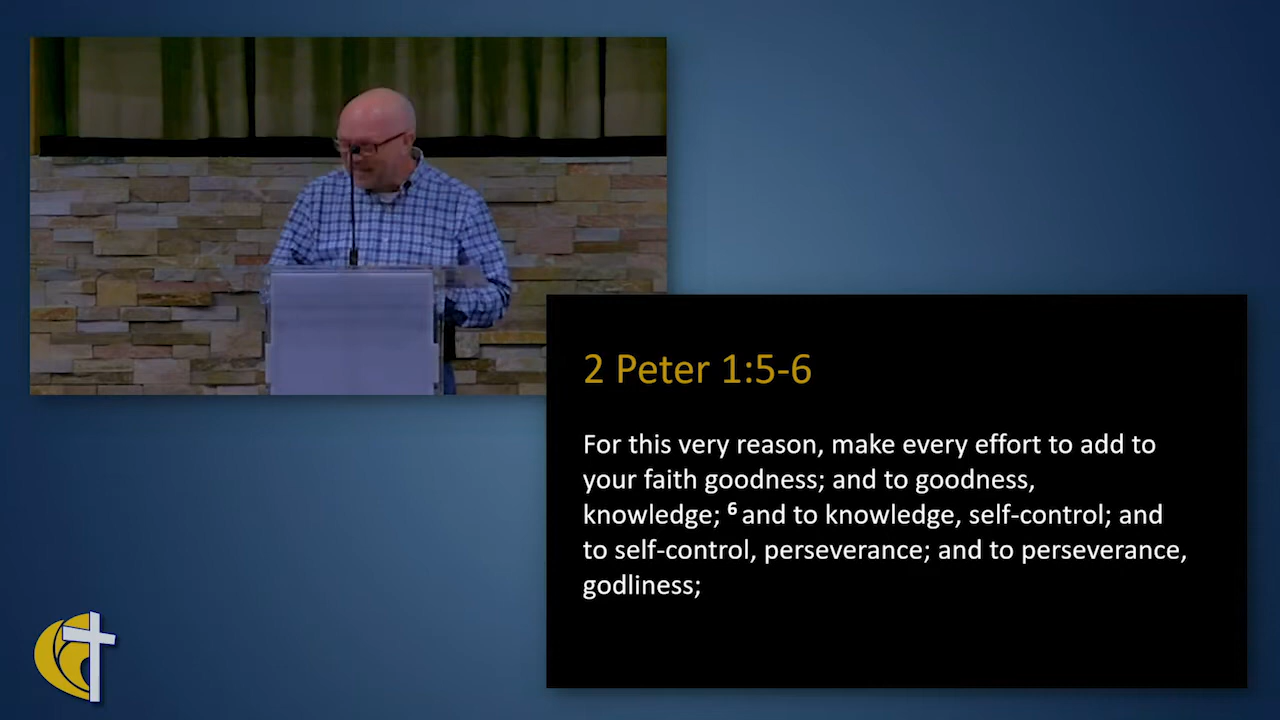 2 Peter 1:5-6
For this very reason, make every effort to add to
your faith goodness; and to goodness,
knowledge; 6 and to knowledge, self-control; and
to self-control, perseverance; and to perseverance,
godliness;